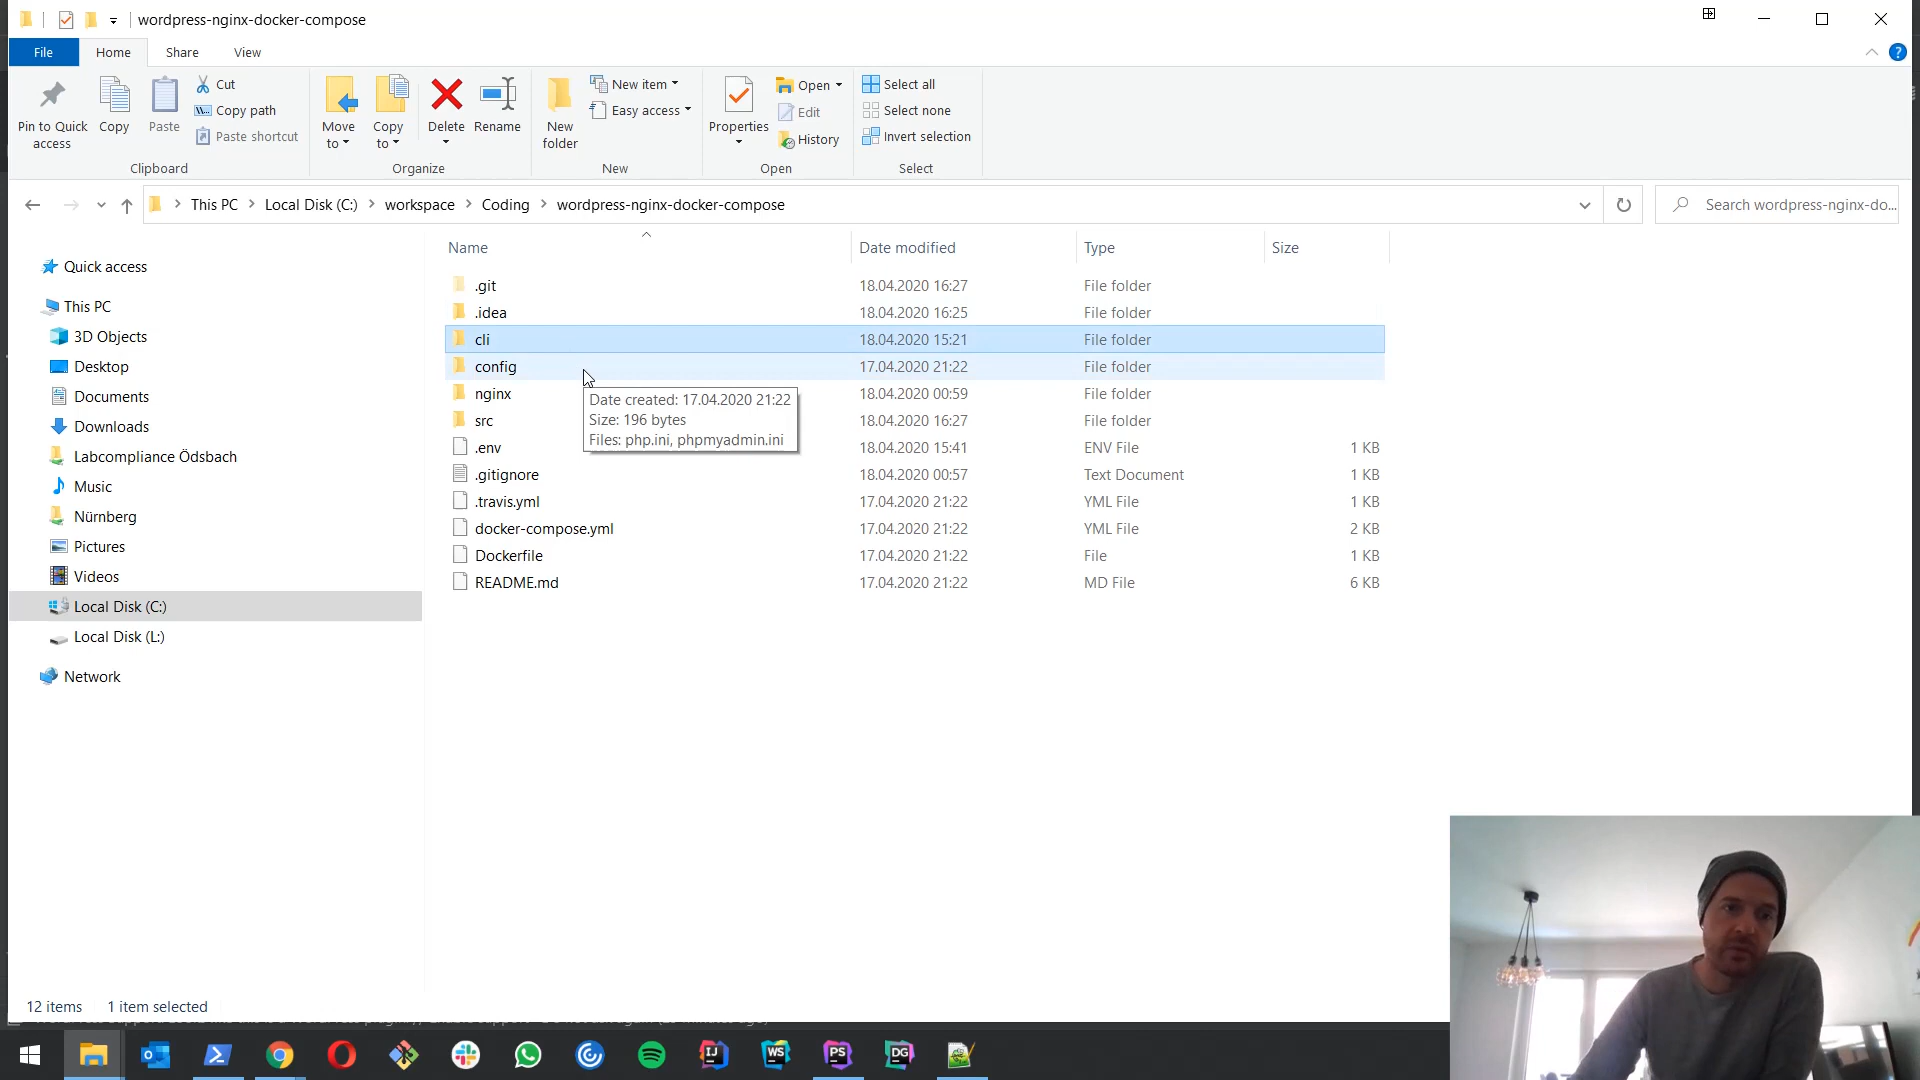 wordpress-nginx-docker-compose
File Home Share View
Pin to Quick access
Copy
Paste
Cut
Copy path
Paste shortcut
Clipboard
Move to
Copy to
Delete
Rename
Organize
New folder
New item
Easy access
New
Properties
Open
Edit
History
Open
Select all
Select none
Invert selection
Select
This PC > Local Disk (C:) > workspace > Coding > wordpress-nginx-docker-compose
Search wordpress-nginx-do...
Quick access
This PC
3D Objects
Desktop
Documents
Downloads
Labcompliance Ödsbach
Music
Nürnberg
Pictures
Videos
Local Disk (C:)
Local Disk (L:)
Network
Name Date modified Type Size
.git 18.04.2020 16:27 File folder
.idea 18.04.2020 16:25 File folder
cli 18.04.2020 15:21 File folder
config 17.04.2020 21:22 File folder
nginx 18.04.2020 00:59 File folder
src 18.04.2020 16:27 File folder
.env 18.04.2020 15:41 ENV File 1 KB
.gitignore 18.04.2020 00:57 Text Document 1 KB
.travis.yml 17.04.2020 21:22 YML File 1 KB
docker-compose.yml 17.04.2020 21:22 YML File 2 KB
Dockerfile 17.04.2020 21:22 File 1 KB
README.md 17.04.2020 21:22 MD File 6 KB
Date created: 17.04.2020 21:22
Size: 196 bytes
Files: php.ini, phpmyadmin.ini
12 items 1 item selected
IJ
WS
PS
DG